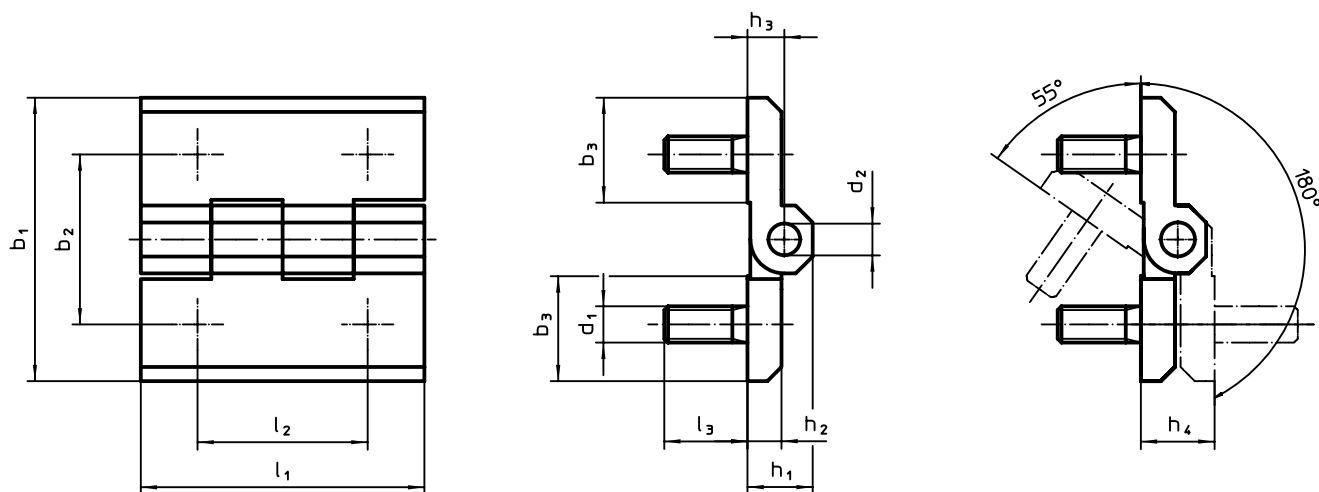 b₁
b₂
l₂
l₁
h₃
b₃
d₂
b₃
d₁
l₃
h₂
h₁
55°
180°
h₄